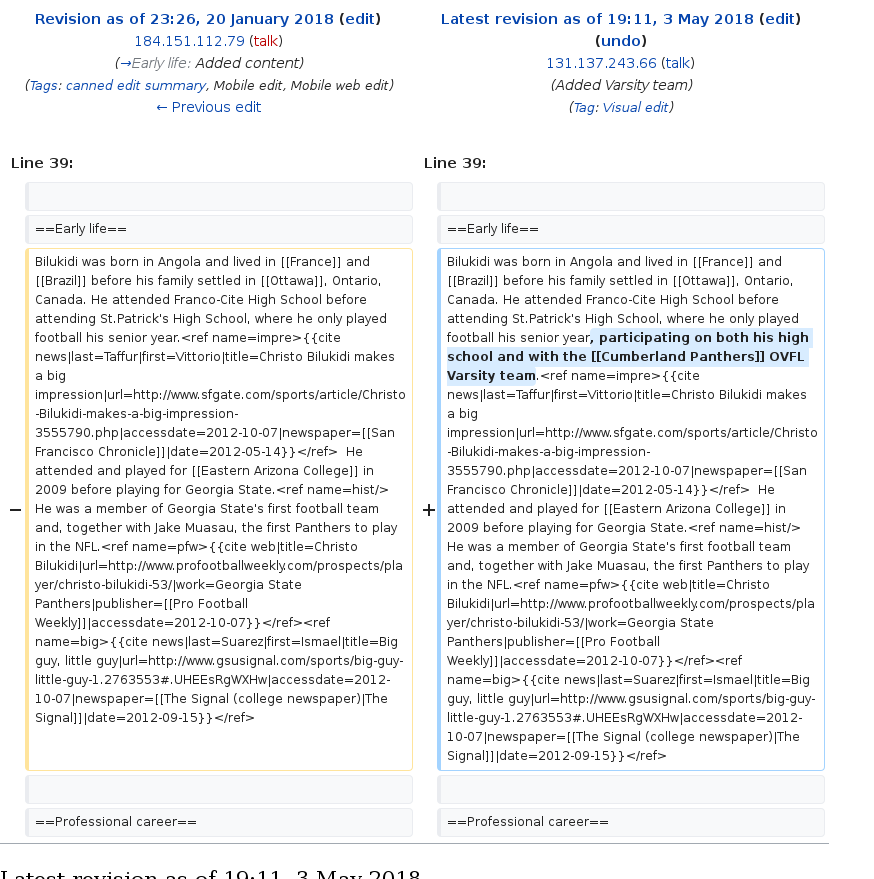 Revision as of 23:26, 20 January 2018 (edit)
184.151.112.79 (talk)
(→Early life: Added content)
(Tags: canned edit summary, Mobile edit, Mobile web edit)
← Previous edit
Latest revision as of 19:11, 3 May 2018 (edit)
(undo)
131.137.243.66 (talk)
(Added Varsity team)
(Tag: Visual edit)
Line 39:
Line 39:
==Early life==
==Early life==
−
Bilukidi was born in Angola and lived in [[France]] and
[[Brazil]] before his family settled in [[Ottawa]], Ontario,
Canada. He attended Franco-Cite High School before
attending St.Patrick's High School, where he only played
football his senior year.<ref name=impre>{{cite
news|last=Taffur|first=Vittorio|title=Christo Bilukidi makes
a big
impression|url=http://www.sfgate.com/sports/article/Christo
-Bilukidi-makes-a-big-impression-
3555790.php|accessdate=2012-10-07|newspaper=[[San
Francisco Chronicle]]|date=2012-05-14}}</ref>  He
attended and played for [[Eastern Arizona College]] in
2009 before playing for Georgia State.<ref name=hist/>
He was a member of Georgia State's first football team
and, together with Jake Muasau, the first Panthers to play
in the NFL.<ref name=pfw>{{cite web|title=Christo
Bilukidi|url=http://www.profootballweekly.com/prospects/pla
yer/christo-bilukidi-53/|work=Georgia State
Panthers|publisher=[[Pro Football
Weekly]]|accessdate=2012-10-07}}</ref><ref
name=big>{{cite news|last=Suarez|first=Ismael|title=Big
guy, little guy|url=http://www.gsusignal.com/sports/big-guy-
little-guy-1.2763553#.UHEEsRgWXHw|accessdate=2012-
10-07|newspaper=[[The Signal (college newspaper)|The
Signal]]|date=2012-09-15}}</ref>
+
Bilukidi was born in Angola and lived in [[France]] and
[[Brazil]] before his family settled in [[Ottawa]], Ontario,
Canada. He attended Franco-Cite High School before
attending St.Patrick's High School, where he only played
football his senior year, participating on both his high
school and with the [[Cumberland Panthers]] OVFL
Varsity team.<ref name=impre>{{cite
news|last=Taffur|first=Vittorio|title=Christo Bilukidi makes
a big
impression|url=http://www.sfgate.com/sports/article/Christo
-Bilukidi-makes-a-big-impression-
3555790.php|accessdate=2012-10-07|newspaper=[[San
Francisco Chronicle]]|date=2012-05-14}}</ref>  He
attended and played for [[Eastern Arizona College]] in
2009 before playing for Georgia State.<ref name=hist/>
He was a member of Georgia State's first football team
and, together with Jake Muasau, the first Panthers to play
in the NFL.<ref name=pfw>{{cite web|title=Christo
Bilukidi|url=http://www.profootballweekly.com/prospects/pla
yer/christo-bilukidi-53/|work=Georgia State
Panthers|publisher=[[Pro Football
Weekly]]|accessdate=2012-10-07}}</ref><ref
name=big>{{cite news|last=Suarez|first=Ismael|title=Big
guy, little guy|url=http://www.gsusignal.com/sports/big-guy-
little-guy-1.2763553#.UHEEsRgWXHw|accessdate=2012-
10-07|newspaper=[[The Signal (college newspaper)|The
Signal]]|date=2012-09-15}}</ref>
==Professional career==
==Professional career==
Latest revision as of 19:11, 3 May 2018